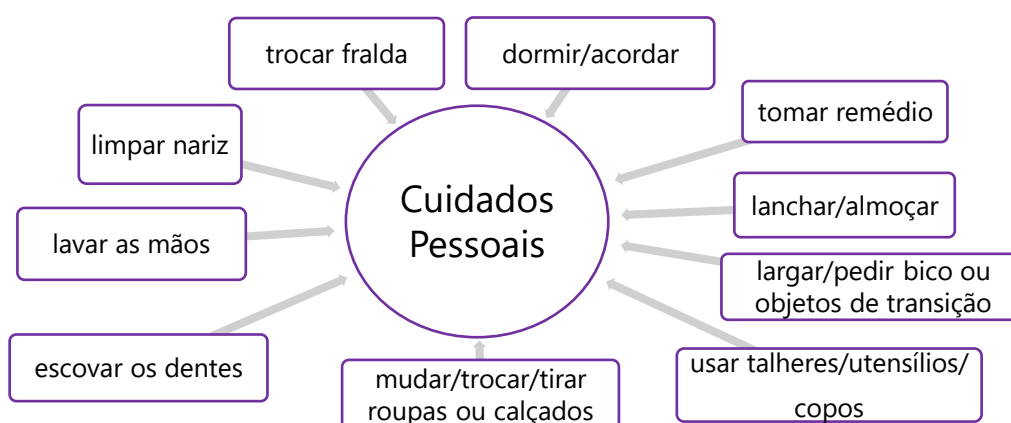 trocar fralda
dormir/acordar
tomar remédio
limpar nariz
Cuidados
Pessoais
lanchar/almoçar
lavar as mãos
largar/pedir bico ou
objetos de transição
escovar os dentes
mudar/trocar/tirar
roupas ou calçados
usar talheres/utensílios/
copos